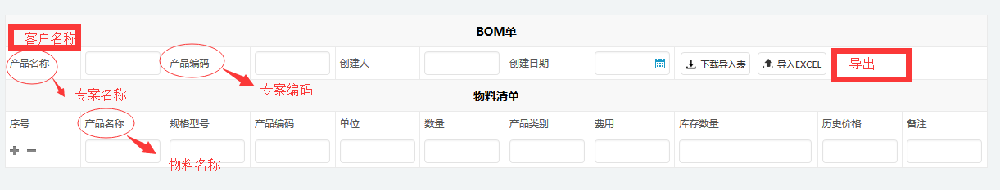 BOM单
客户名称
产品名称 产品编码 创建人 创建日期 下载导入表 导入EXCEL 导出
专案名称 专案编码
物料清单
序号 产品名称 规格型号 产品编码 单位 数量 产品类别 费用 库存数量 历史价格 备注
物料名称